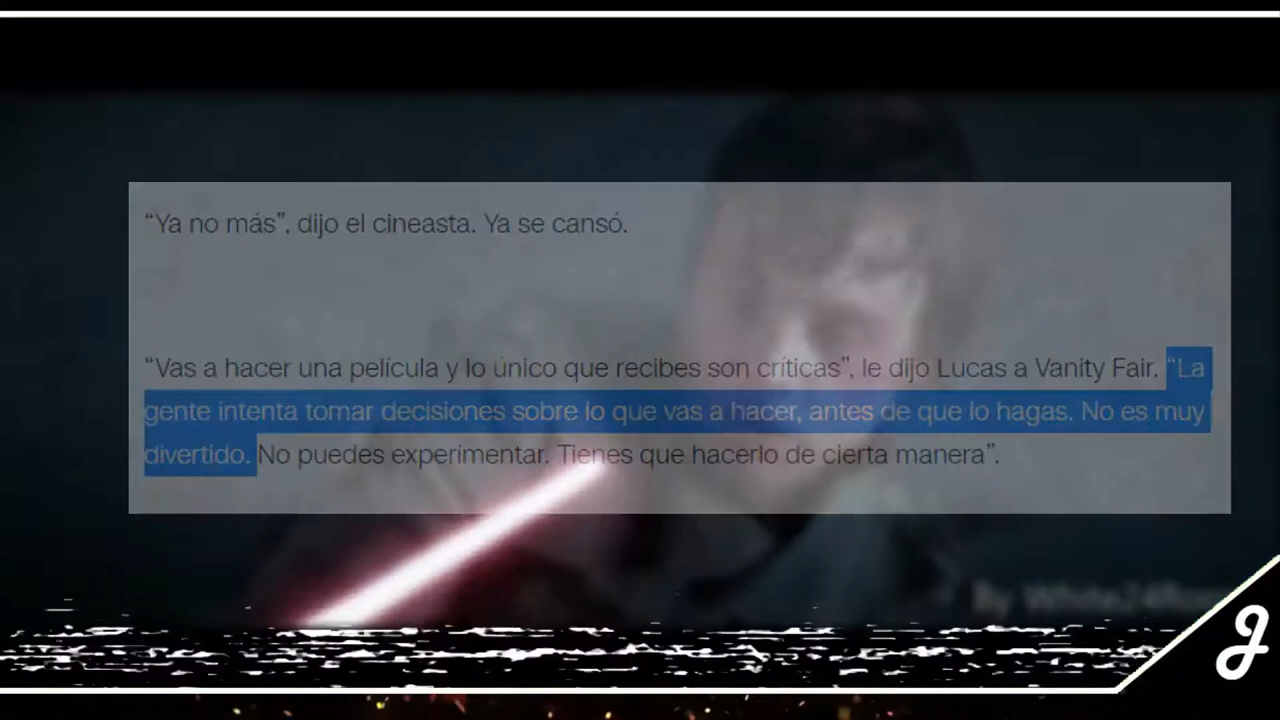 “Ya no más”, dijo el cineasta. Ya se cansó.
“Vas a hacer una película y lo único que recibes son críticas”, le dijo Lucas a Vanity Fair. “La
gente intenta tomar decisiones sobre lo que vas a hacer, antes de que lo hagas. No es muy
divertido. No puedes experimentar. Tienes que hacerlo de cierta manera”.
By
J